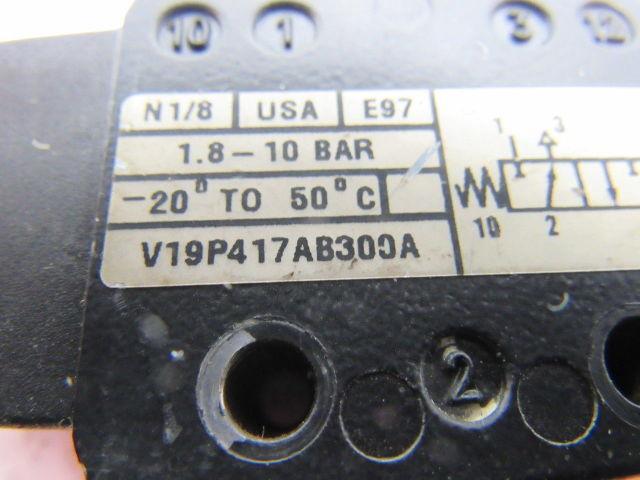 10 1 3 12
N1/8 USA E97
1.8-10 BAR
-20° TO 50° C
V19P417AB300A
1 3
10 2
2